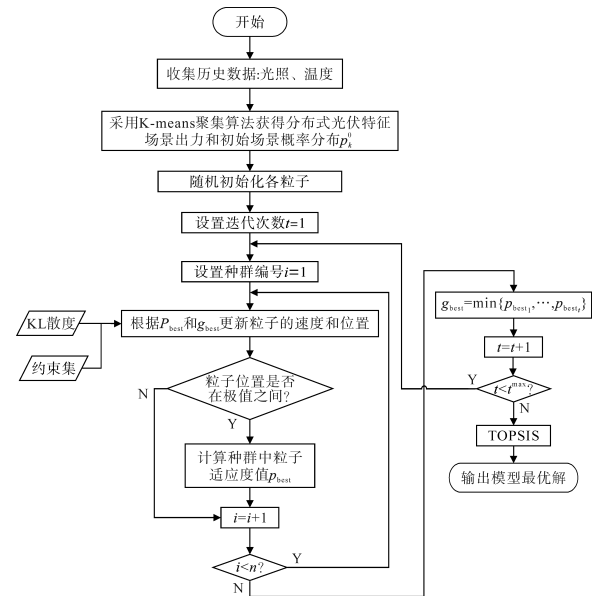 开始
收集历史数据:光照、温度
采用K-means聚集算法获得分布式光伏特征
场景出力和初始场景概率分布p_k^0
随机初始化各粒子
设置迭代次数t=1
设置种群编号i=1
KL散度
约束集
根据P_best和g_best更新粒子的速度和位置
粒子位置是否
在极值之间?
N
Y
计算种群中粒子
适应度值p_best
i=i+1
i<n?
Y
N
g_best=min{p_best_1,…,p_best_t}
t=t+1
t<t^max?
Y
N
TOPSIS
输出模型最优解